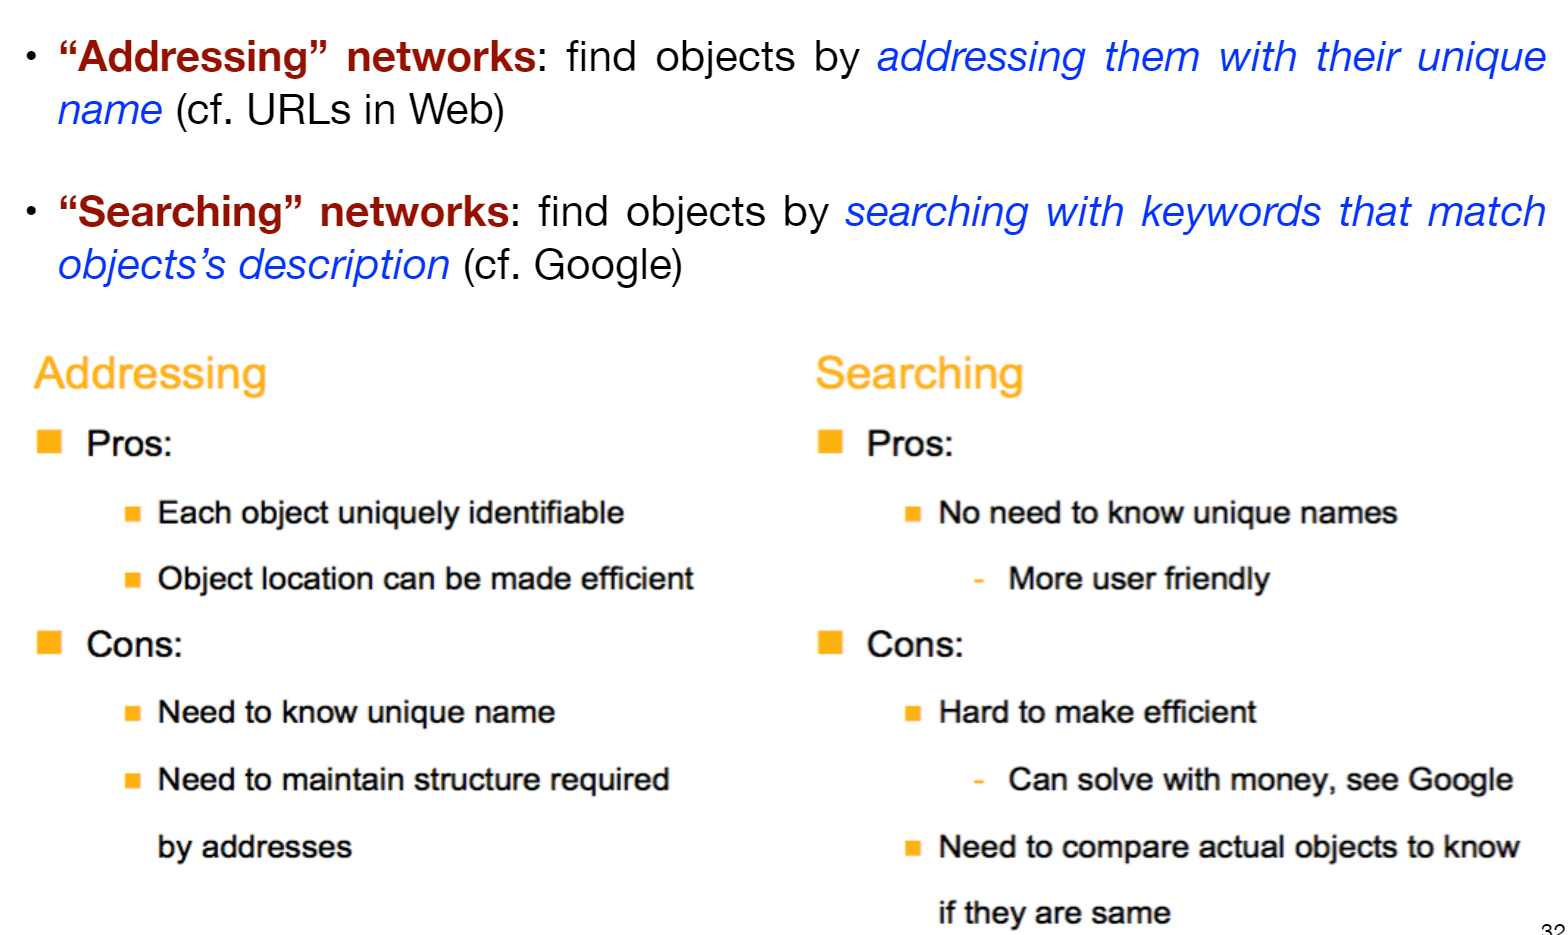 • “Addressing” networks: find objects by addressing them with their unique
name (cf. URLs in Web)
• “Searching” networks: find objects by searching with keywords that match
objects’s description (cf. Google)
Addressing
Pros:
Each object uniquely identifiable
Object location can be made efficient
Cons:
Need to know unique name
Need to maintain structure required
by addresses
Searching
Pros:
No need to know unique names
- More user friendly
Cons:
Hard to make efficient
- Can solve with money, see Google
Need to compare actual objects to know
if they are same
32